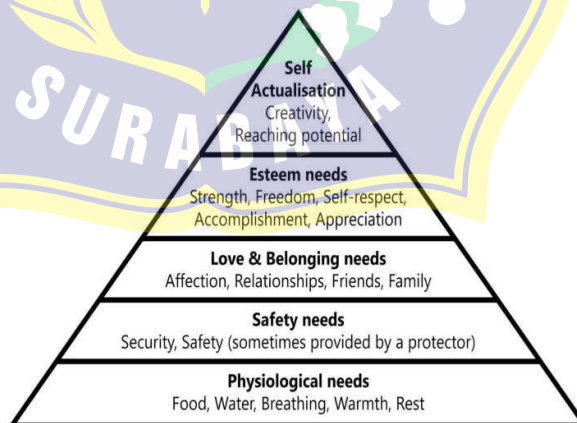 SURABAYA
Self
Actualisation
Creativity,
Reaching potential
Esteem needs
Strength, Freedom, Self-respect,
Accomplishment, Appreciation
Love & Belonging needs
Affection, Relationships, Friends, Family
Safety needs
Security, Safety (sometimes provided by a protector)
Physiological needs
Food, Water, Breathing, Warmth, Rest